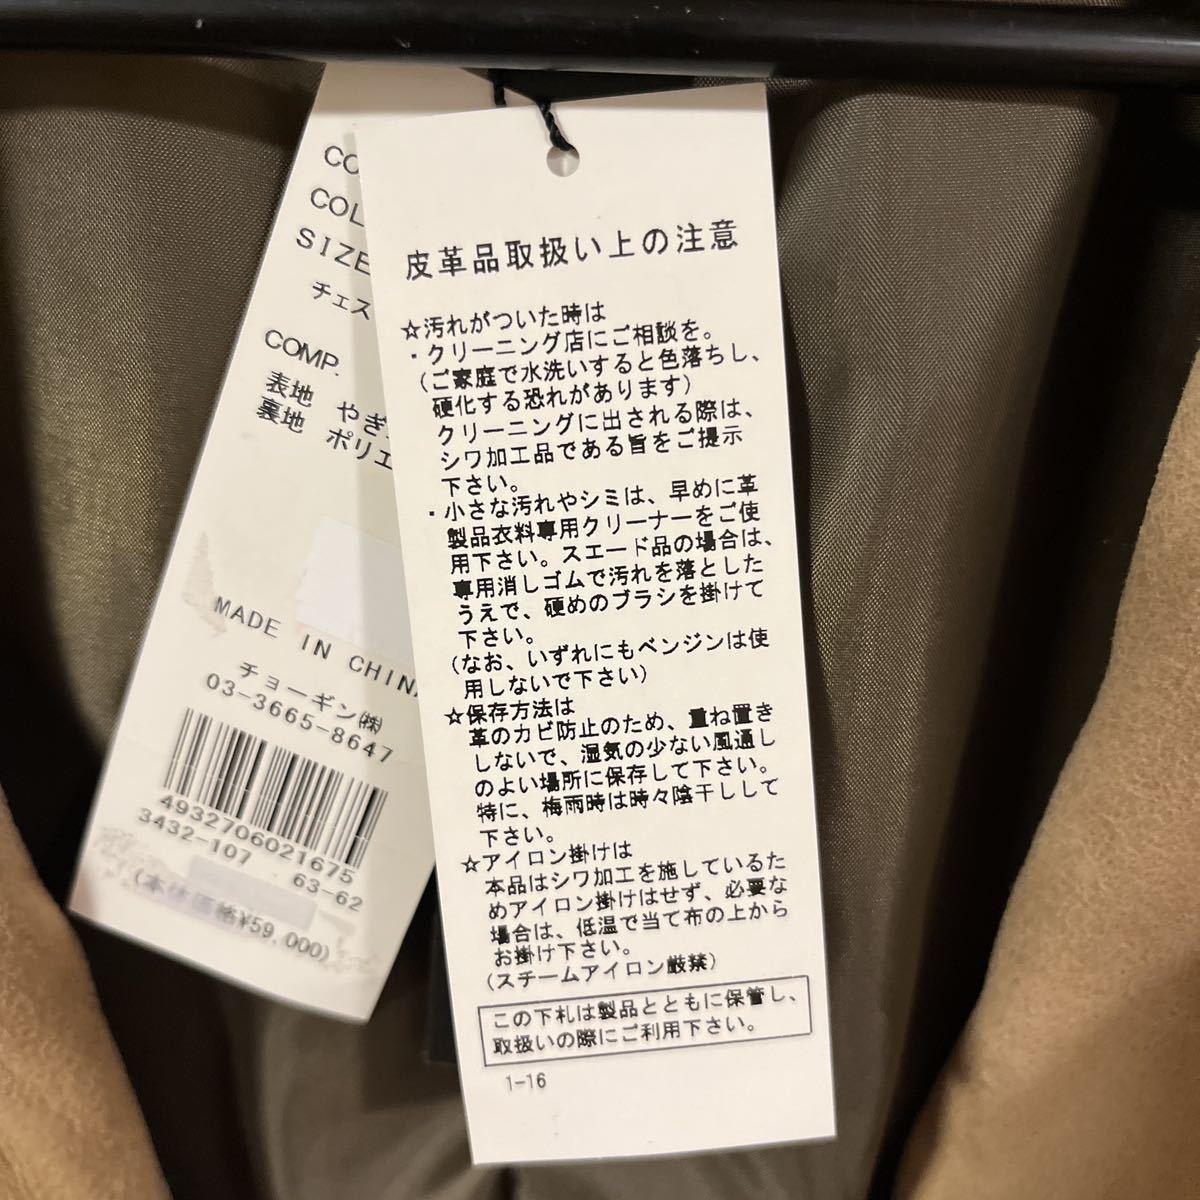 皮革品取扱い上の注意
☆汚れがついた時は
・クリーニング店にご相談を。
(ご家庭で水洗いすると色落ちし、
硬化する恐れがあります)
クリーニングに出される際は、
シワ加工品である旨をご提示
下さい。
・小さな汚れやシミは、早めに革
製品衣料専用クリーナーをご使
用下さい。スエード品の場合は、
専用消しゴムで汚れを落とした
うえで、硬めのブラシを掛けて
下さい。
(なお、いずれにもベンジンは使
用しないで下さい)
☆保存方法は
革のカビ防止のため、重ね置き
しないで、湿気の少ない風通し
のよい場所に保存して下さい。
特に、梅雨時は時々陰干しして
下さい。
☆アイロン掛けは
本品はシワ加工を施しているた
めアイロン掛けはせず、必要な
場合は、低温で当て布の上から
お掛け下さい。
(スチームアイロン厳禁)
この下札は製品とともに保管し、
取扱いの際にご利用下さい。
1-16
SIZE
COMP.
表地 やぎ
裏地
MADE IN CHINA
チョーギン㈱
03-3665-8647
4932706021675
3432-107 63-62
(本体価格¥59,000)